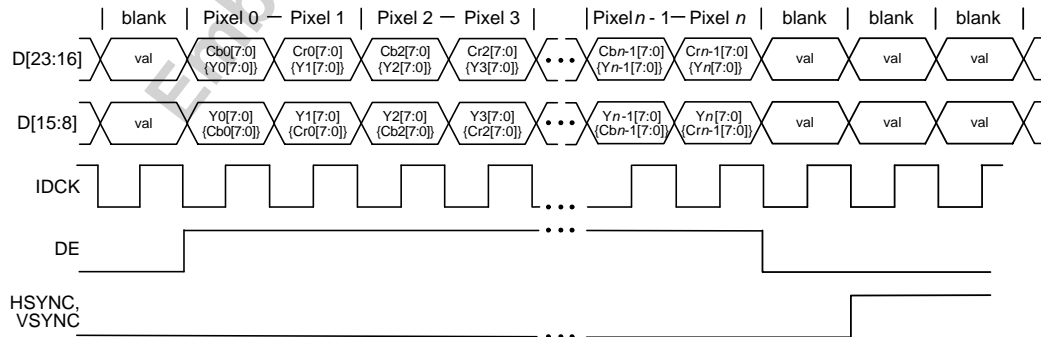 | blank | Pixel 0 — Pixel 1 | Pixel 2 — Pixel 3 | | Pixel n - 1 — Pixel n | blank | blank | blank |
D[23:16] val Cb0[7:0] Cr0[7:0] Cb2[7:0] Cr2[7:0] ••• Cbn-1[7:0] Crn-1[7:0] val val val
{Y0[7:0]} {Y1[7:0]} {Y2[7:0]} {Y3[7:0]} {Yn-1[7:0]} {Yn[7:0]}
D[15:8] val Y0[7:0] Y1[7:0] Y2[7:0] Y3[7:0] ••• Yn-1[7:0] Yn[7:0] val val val
{Cb0[7:0]} {Cr0[7:0]} {Cb2[7:0]} {Cr2[7:0]} {Cbn-1[7:0]} {Crn-1[7:0]}
IDCK •••
DE •••
HSYNC,
VSYNC •••
Emb